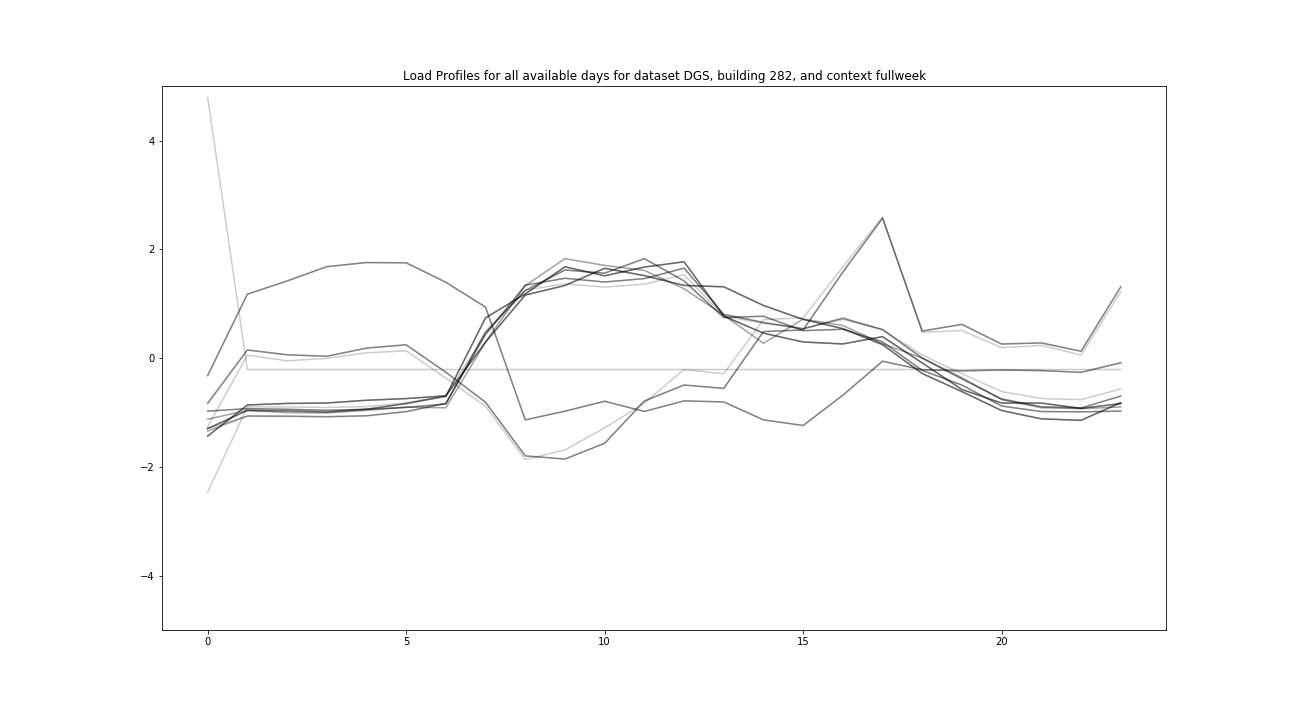 Load Profiles for all available days for dataset DGS, building 282, and context fullweek
4
2
0
−2
−4
0 5 10 15 20